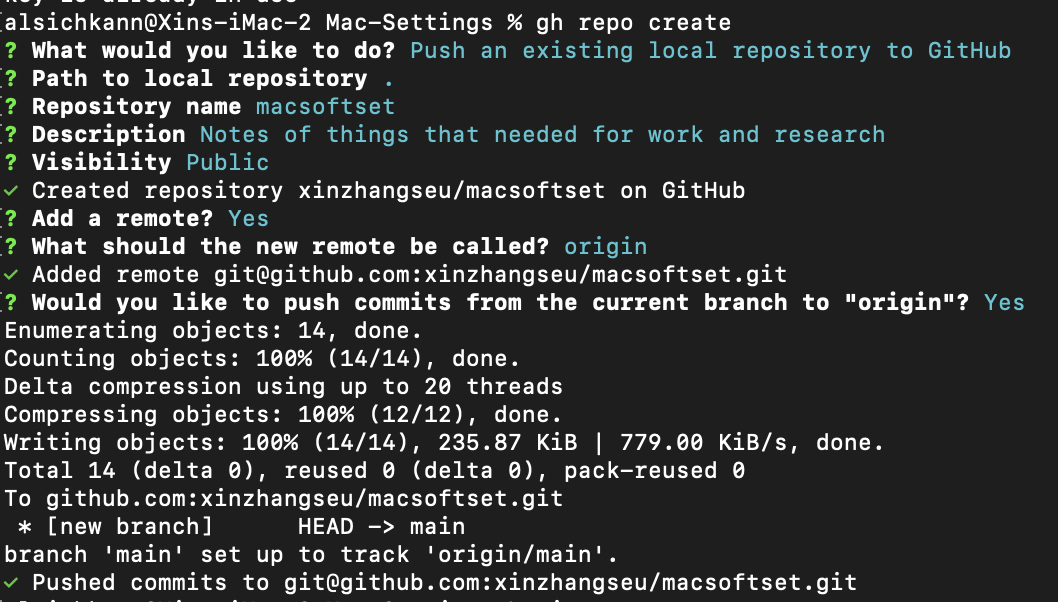 alsichkann@Xins-iMac-2 Mac-Settings % gh repo create
? What would you like to do? Push an existing local repository to GitHub
? Path to local repository .
? Repository name macsoftset
? Description Notes of things that needed for work and research
? Visibility Public
✓ Created repository xinzhangseu/macsoftset on GitHub
? Add a remote? Yes
? What should the new remote be called? origin
✓ Added remote git@github.com:xinzhangseu/macsoftset.git
? Would you like to push commits from the current branch to "origin"? Yes
Enumerating objects: 14, done.
Counting objects: 100% (14/14), done.
Delta compression using up to 20 threads
Compressing objects: 100% (12/12), done.
Writing objects: 100% (14/14), 235.87 KiB | 779.00 KiB/s, done.
Total 14 (delta 0), reused 0 (delta 0), pack-reused 0
To github.com:xinzhangseu/macsoftset.git
 * [new branch]      HEAD -> main
branch 'main' set up to track 'origin/main'.
✓ Pushed commits to git@github.com:xinzhangseu/macsoftset.git